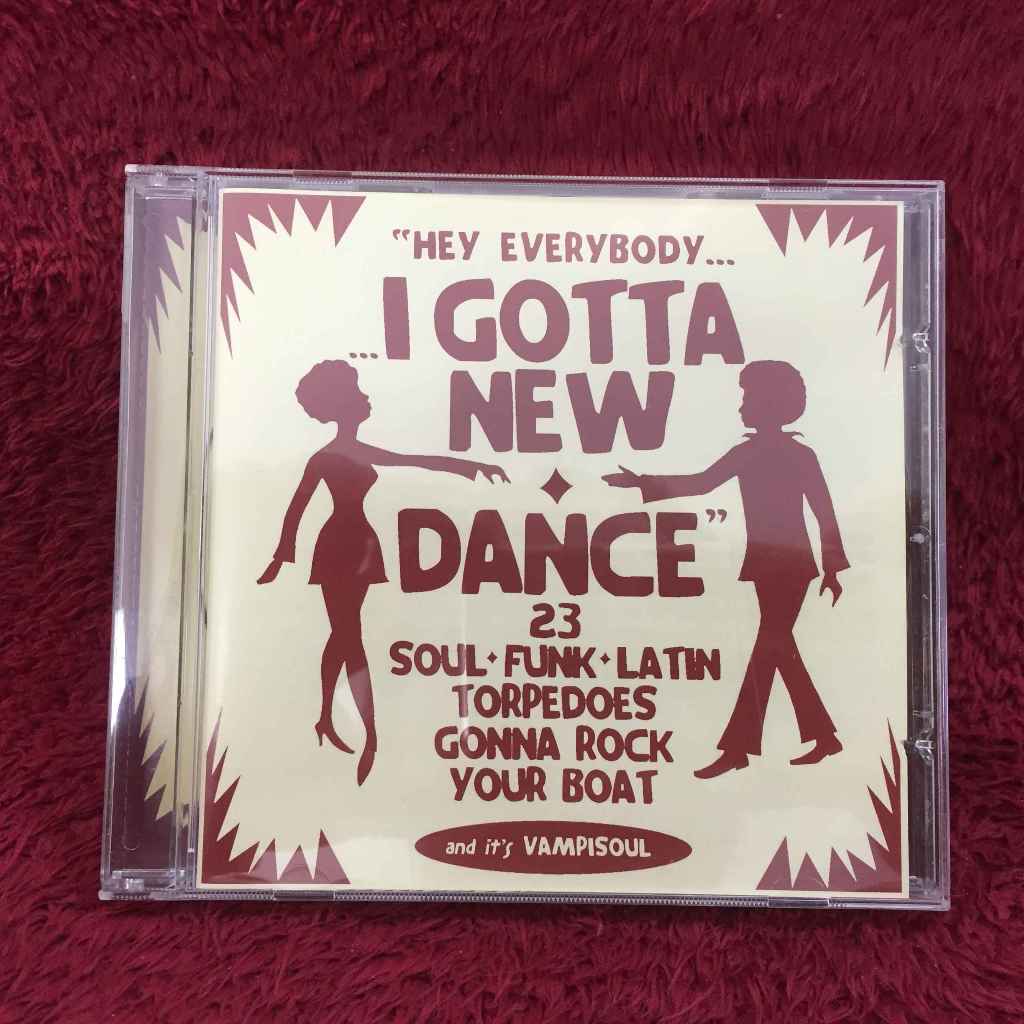 “HEY EVERYBODY...
...I GOTTA
NEW
DANCE”
23
SOUL✦FUNK✦LATIN
TORPEDOES
GONNA ROCK
YOUR BOAT
and it's VAMPISOUL